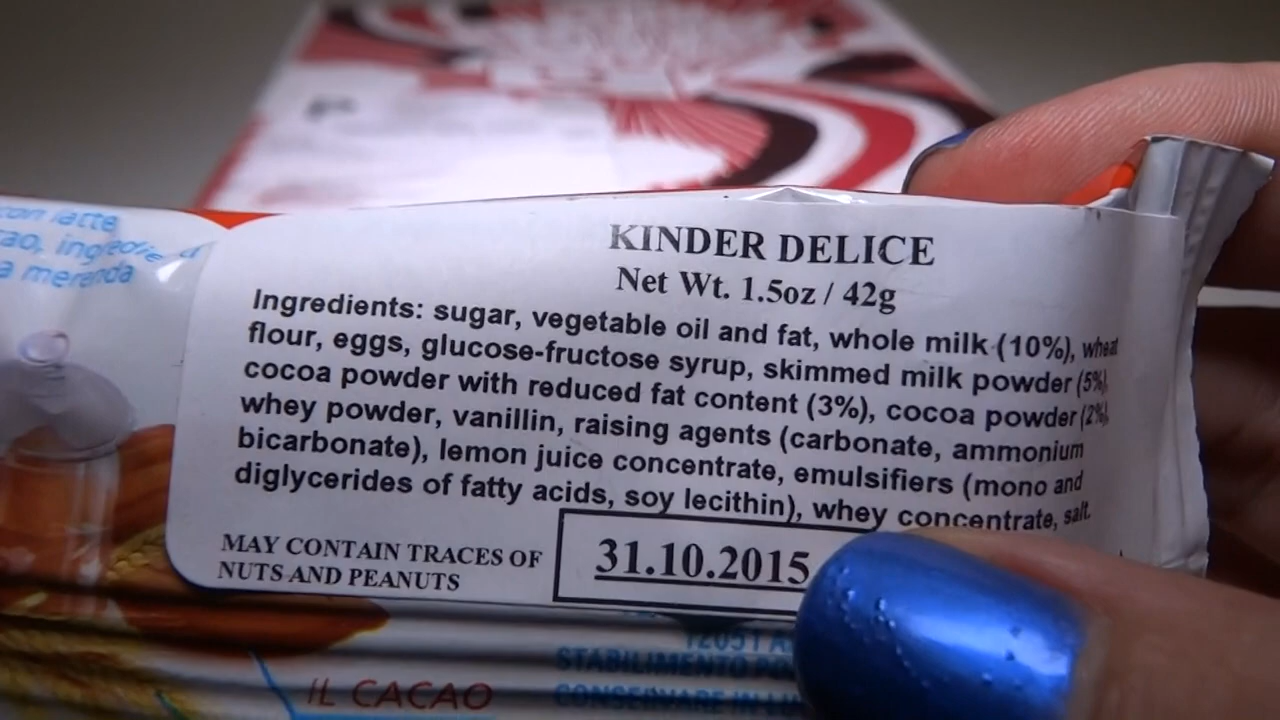 con latte
ingredie
a merenda
KINDER DELICE
Net Wt. 1.5oz / 42g
Ingredients: sugar, vegetable oil and fat, whole milk (10%), wheat
flour, eggs, glucose-fructose syrup, skimmed milk powder (5%),
cocoa powder with reduced fat content (3%), cocoa powder (2%),
whey powder, vanillin, raising agents (carbonate, ammonium
bicarbonate), lemon juice concentrate, emulsifiers (mono and
diglycerides of fatty acids, soy lecithin), whey concentrate, salt.
MAY CONTAIN TRACES OF
NUTS AND PEANUTS
31.10.2015
12051 A
STABILIMENTO
CONSERVARE IN LU
IL CACAO